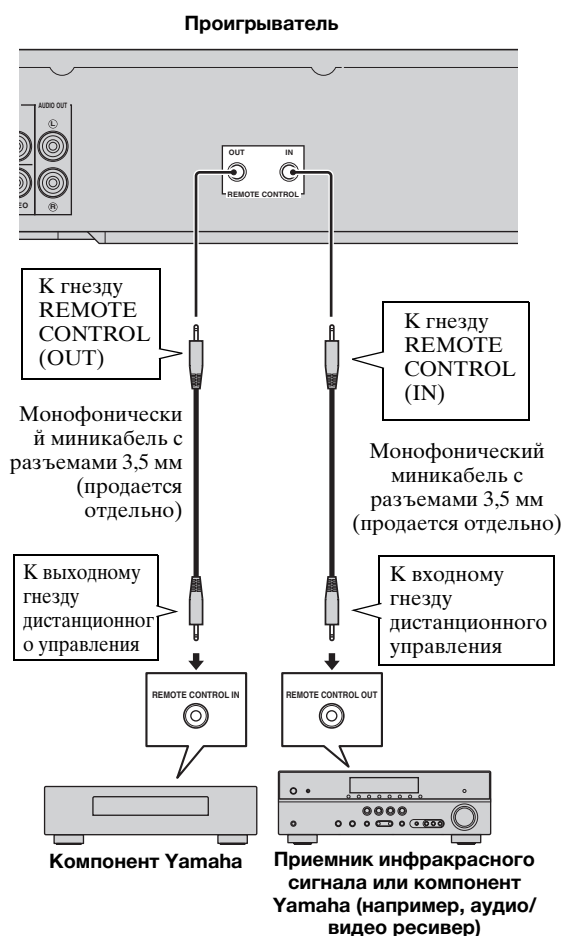 Проигрыватель
AUDIO OUT
L
R
EO
OUT
IN
REMOTE CONTROL
К гнезду
REMOTE
CONTROL
(OUT)
К гнезду
REMOTE
CONTROL
(IN)
Монофонически
й миникабель с
разъемами 3,5 мм
(продается
отдельно)
Монофонический
миникабель с
разъемами 3,5 мм
(продается отдельно)
К выходному
гнезду
дистанционног
о управления
К входному
гнезду
дистанционного
управления
REMOTE CONTROL IN
REMOTE CONTROL OUT
Компонент Yamaha
Приемник инфракрасного
сигнала или компонент
Yamaha (например, аудио/
видео ресивер)